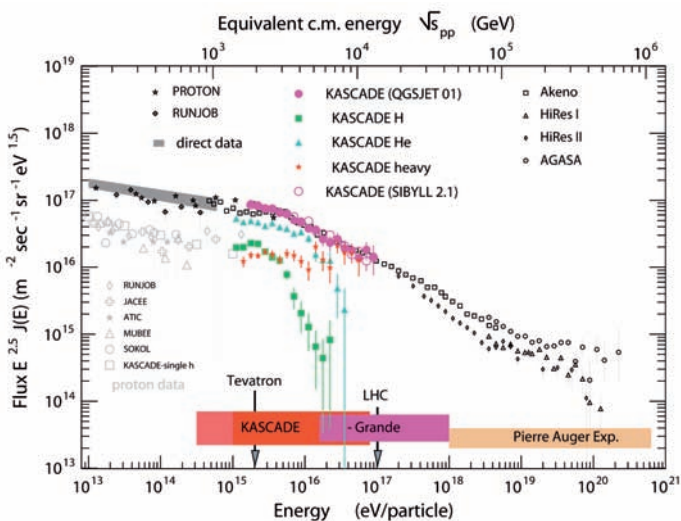 Equivalent c.m. energy √s pp (GeV)
10^3 10^4 10^5 10^6
10^19
10^18
10^17
10^16
10^15
10^14
10^13
Flux E^2.5 J(E) (m^-2 sec^-1 sr^-1 eV^1.5)
PROTON
RUNJOB
direct data
KASCADE (QGSJET 01)
KASCADE H
KASCADE He
KASCADE heavy
KASCADE (SIBYLL 2.1)
Akeno
HiRes I
HiRes II
AGASA
RUNJOB
JACEE
ATIC
MUBEE
SOKOL
KASCADE-single h
proton data
Tevatron
LHC
KASCADE
- Grande
Pierre Auger Exp.
10^13 10^14 10^15 10^16 10^17 10^18 10^19 10^20 10^21
Energy (eV/particle)